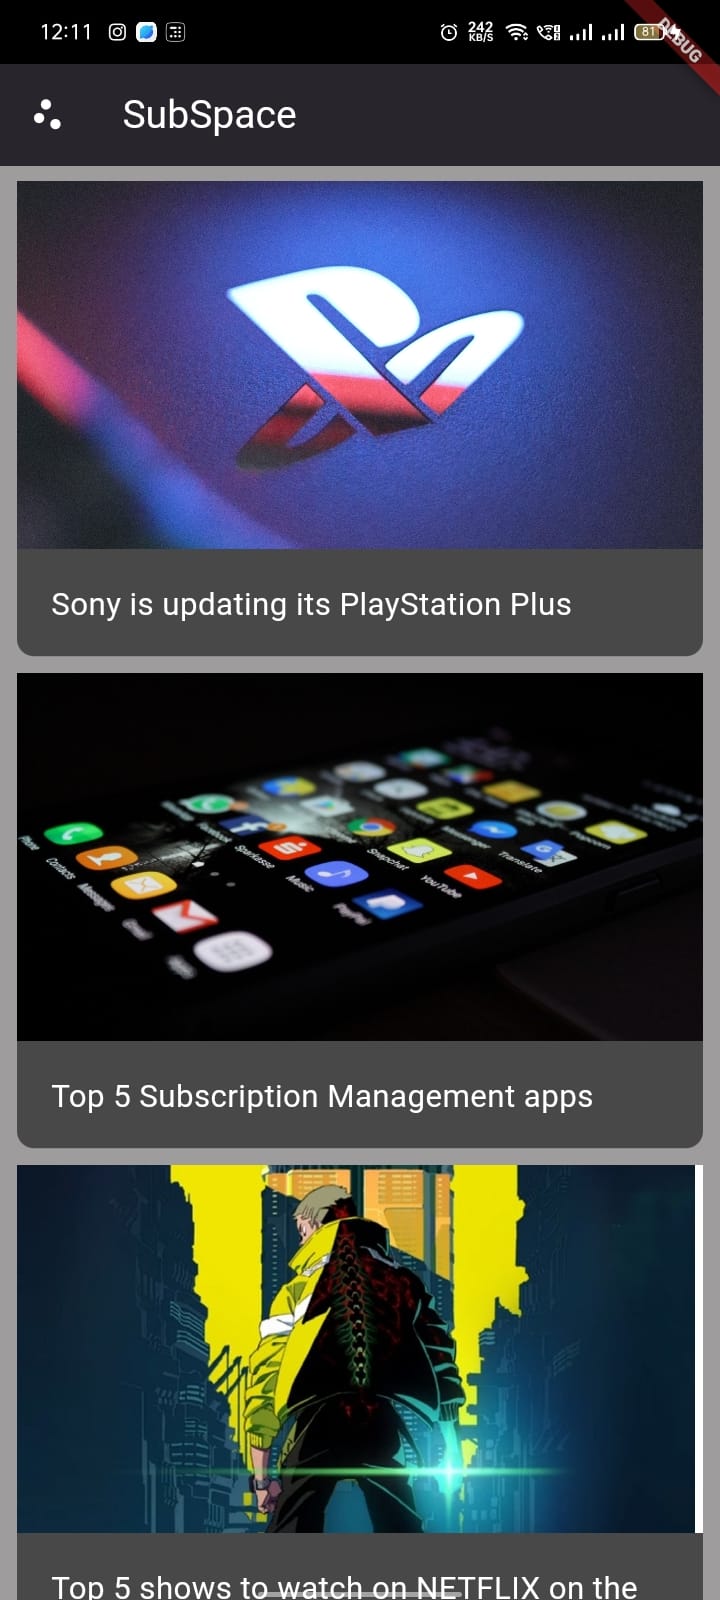 12:11
242
KB/S
81
DEBUG
SubSpace
Sony is updating its PlayStation Plus
Phone
Contacts
Messages
Gmail
Facebook
Sparkasse
Music
PayPal
Snapchat
YouTube
Messenger
Translate
Popcorn
Top 5 Subscription Management apps
Top 5 shows to watch on NETFLIX on the